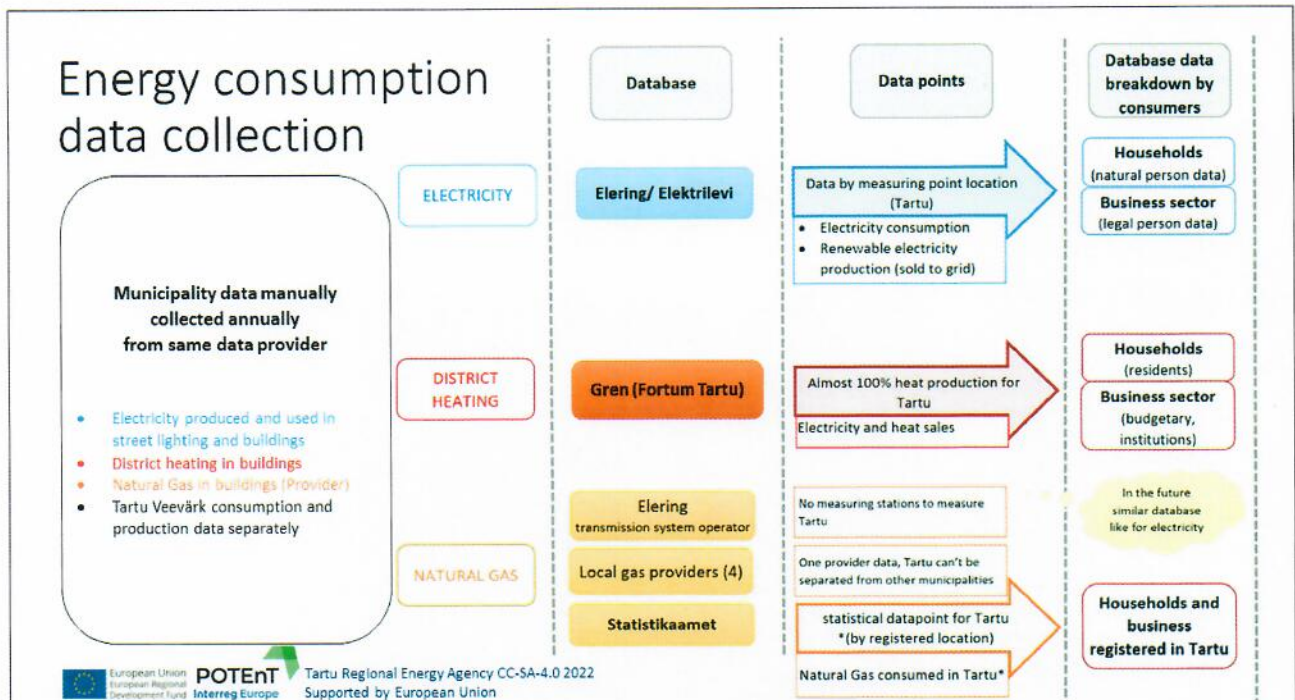 Energy consumption
data collection
Database
Data points
Database data
breakdown by
consumers
Municipality data manually
collected annually
from same data provider
• Electricity produced and used in
street lighting and buildings
• District heating in buildings
• Natural Gas in buildings (Provider)
• Tartu Veevärk consumption and
production data separately
ELECTRICITY
Elering/ Elektrilevi
Data by measuring point location
(Tartu)
• Electricity consumption
• Renewable electricity
production (sold to grid)
Households
(natural person data)
Business sector
(legal person data)
DISTRICT
HEATING
Gren (Fortum Tartu)
Almost 100% heat production for
Tartu
Electricity and heat sales
Households
(residents)
Business sector
(budgetary,
institutions)
NATURAL GAS
Elering
transmission system operator
No measuring stations to measure
Tartu
In the future
similar database
like for electricity
Local gas providers (4)
One provider data, Tartu can't be
separated from other municipalities
Statistikaamet
statistical datapoint for Tartu
*(by registered location)
Natural Gas consumed in Tartu*
Households and
business
registered in Tartu
European Union
European Regional
Development Fund
POTEnT
Interreg Europe
Tartu Regional Energy Agency CC-SA-4.0 2022
Supported by European Union